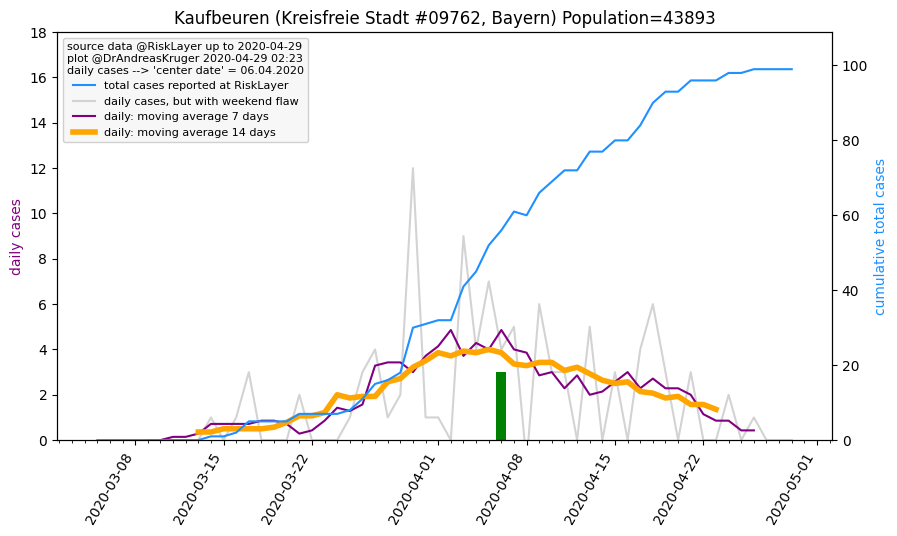 Kaufbeuren (Kreisfreie Stadt #09762, Bayern) Population=43893
source data @RiskLayer up to 2020-04-29
plot @DrAndreasKruger 2020-04-29 02:23
daily cases --> 'center date' = 06.04.2020
total cases reported at RiskLayer
daily cases, but with weekend flaw
daily: moving average 7 days
daily: moving average 14 days
daily cases
18
16
14
12
10
8
6
4
2
0
100
80
60
40
20
0
cumulative total cases
2020-03-08
2020-03-15
2020-03-22
2020-04-01
2020-04-08
2020-04-15
2020-04-22
2020-05-01